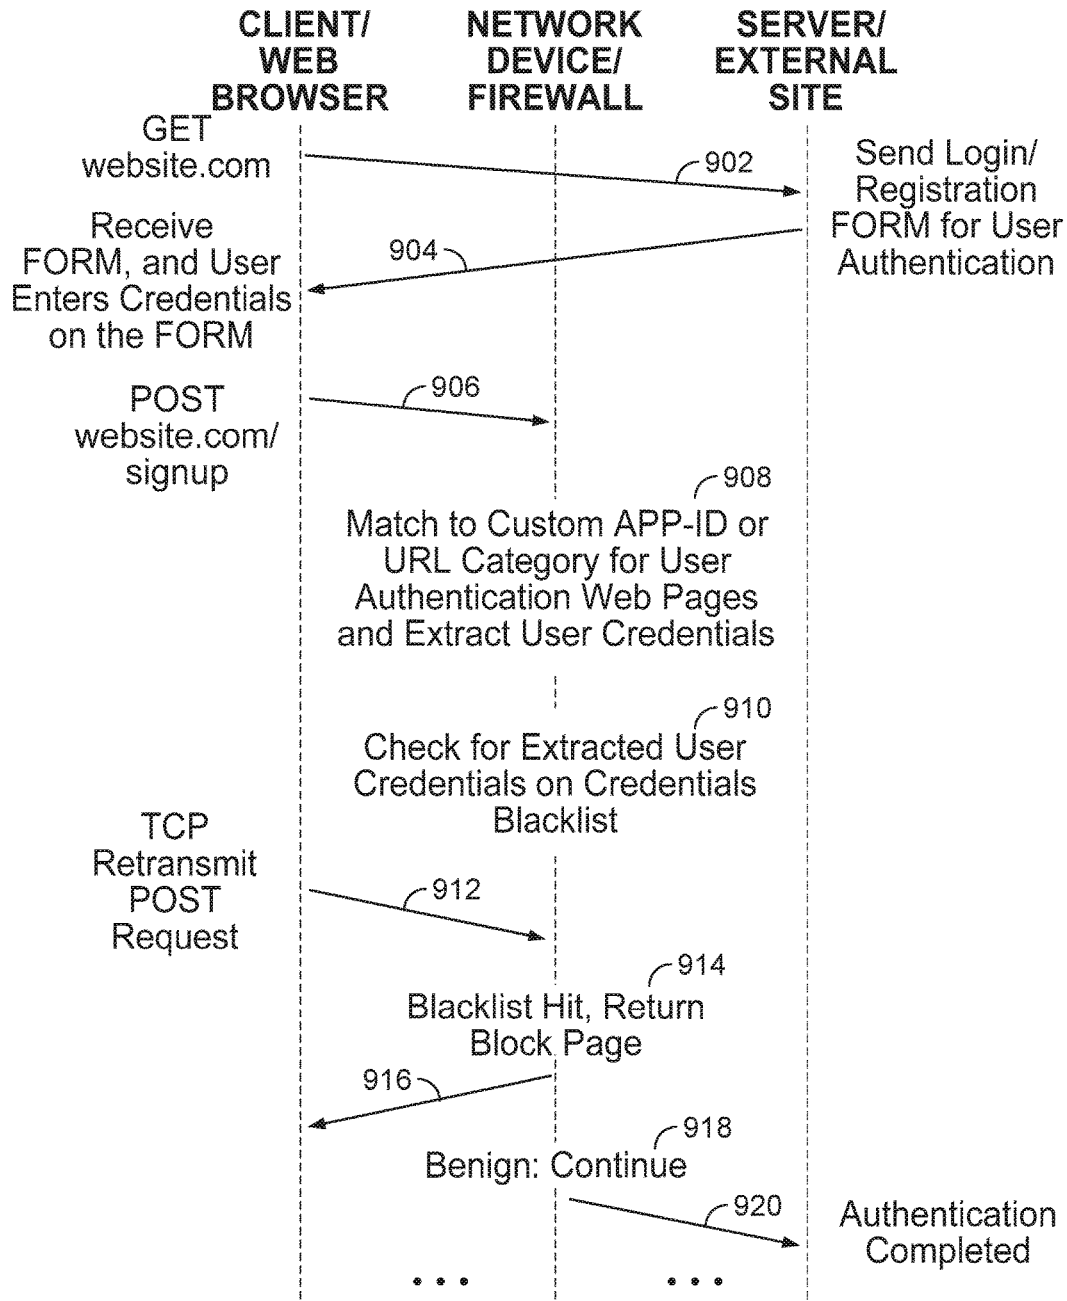 CLIENT/
WEB
BROWSER
NETWORK
DEVICE/
FIREWALL
SERVER/
EXTERNAL
SITE
GET
website.com
902
Send Login/
Registration
FORM for User
Authentication
Receive
FORM, and User
Enters Credentials
on the FORM
904
POST
website.com/
signup
906
908
Match to Custom APP-ID or
URL Category for User
Authentication Web Pages
and Extract User Credentials
910
Check for Extracted User
Credentials on Credentials
Blacklist
TCP
Retransmit
POST
Request
912
914
Blacklist Hit, Return
Block Page
916
918
Benign: Continue
920
Authentication
Completed
• • •
• • •